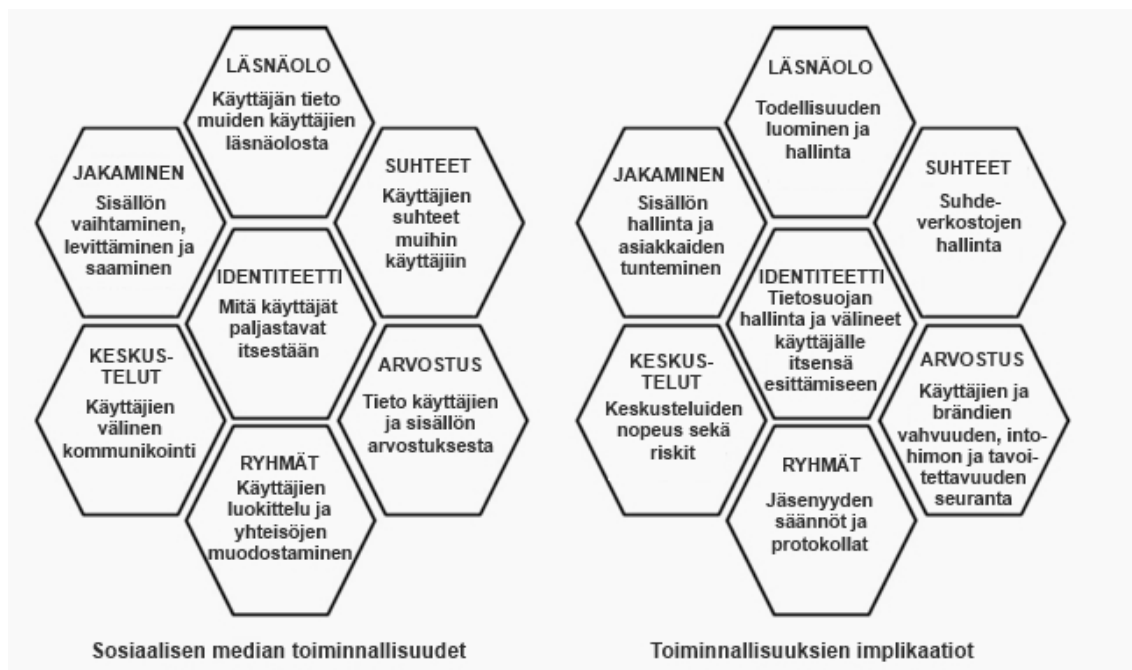 LÄSNÄOLO
Käyttäjän tieto
muiden käyttäjien
läsnäolosta
JAKAMINEN
Sisällön
vaihtaminen,
levittäminen ja
saaminen
SUHTEET
Käyttäjien
suhteet
muihin
käyttäjiin
IDENTITEETTI
Mitä käyttäjät
paljastavat
itsestään
KESKUS-
TELUT
Käyttäjien
välinen
kommunikointi
ARVOSTUS
Tieto käyttäjien
ja sisällön
arvostuksesta
RYHMÄT
Käyttäjien
luokittelu ja
yhteisöjen
muodostaminen
Sosiaalisen median toiminnallisuudet
LÄSNÄOLO
Todellisuuden
luominen ja
hallinta
JAKAMINEN
Sisällön
hallinta ja
asiakkaiden
tunteminen
SUHTEET
Suhde-
verkostojen
hallinta
IDENTITEETTI
Tietosuojan
hallinta ja välineet
käyttäjälle
itsensä
esittämiseen
KESKUS-
TELUT
Keskusteluiden
nopeus sekä
riskit
ARVOSTUS
Käyttäjien ja
brändien
vahvuuden, into-
himon ja tavoi-
tettavuuden
seuranta
RYHMÄT
Jäsenyyden
säännöt ja
protokollat
Toiminnallisuuksien implikaatiot